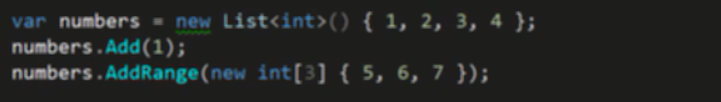 var numbers = new List<int>() { 1, 2, 3, 4 };
numbers.Add(1);
numbers.AddRange(new int[3] { 5, 6, 7 });